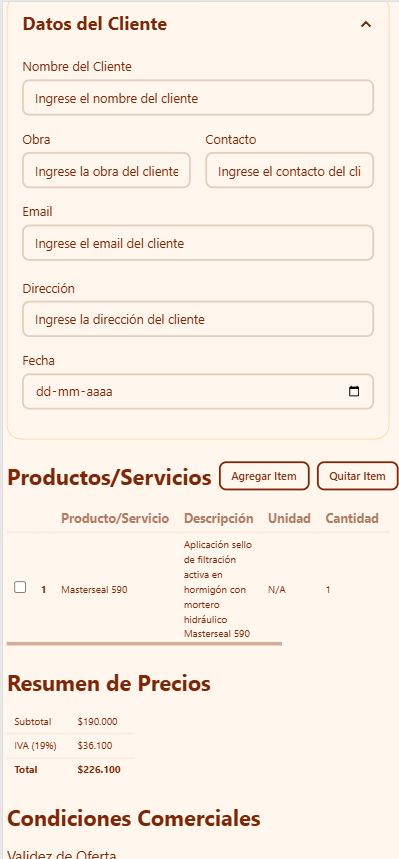 Datos del Cliente
Nombre del Cliente
Ingrese el nombre del cliente
Obra Contacto
Ingrese la obra del cliente Ingrese el contacto del cli
Email
Ingrese el email del cliente
Dirección
Ingrese la dirección del cliente
Fecha
dd-mm-aaaa
Productos/Servicios Agregar Item Quitar Item
Producto/Servicio Descripción Unidad Cantidad
Aplicación sello
de filtración
activa en
1 Masterseal 590 hormigón con N/A 1
mortero
hidráulico
Masterseal 590
Resumen de Precios
Subtotal $190.000
IVA (19%) $36.100
Total $226.100
Condiciones Comerciales
Validez de Oferta